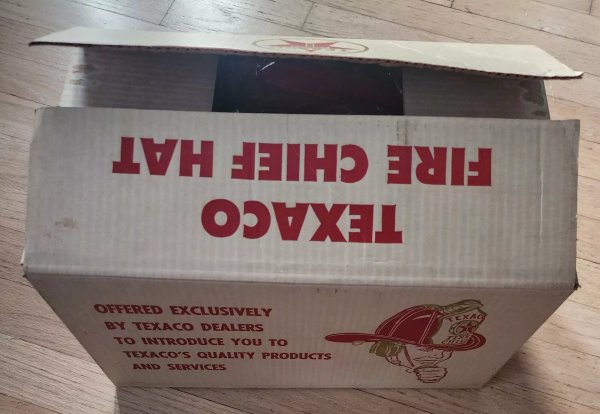 TEXACO
FIRE CHIEF HAT
OFFERED EXCLUSIVELY
BY TEXACO DEALERS
TO INTRODUCE YOU TO
TEXACO'S QUALITY PRODUCTS
AND SERVICES
TEXACO